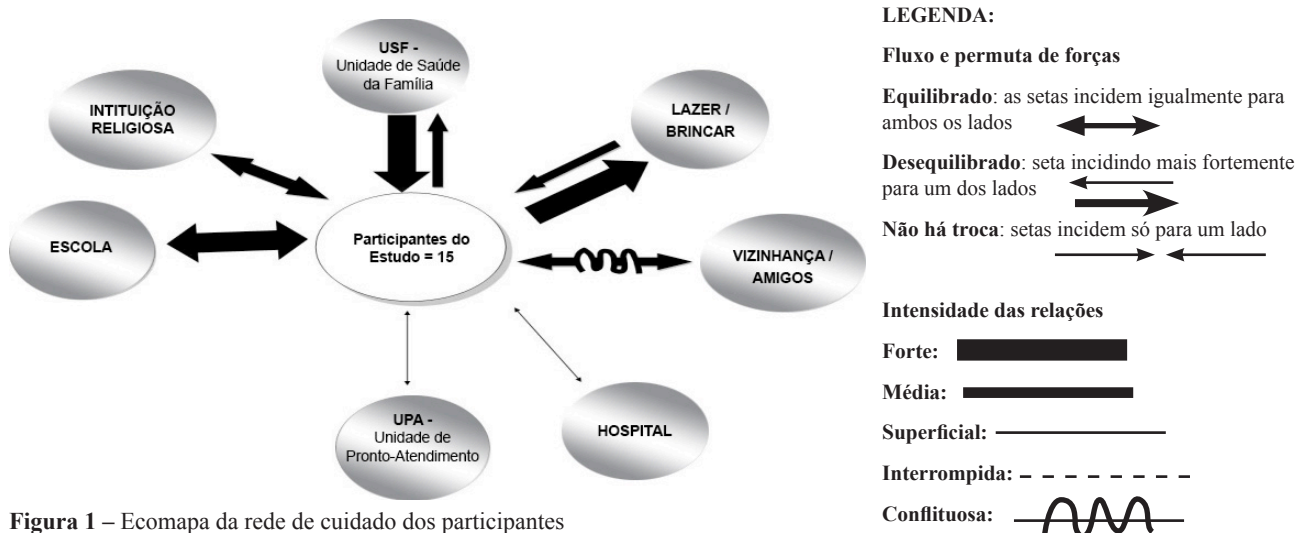 USF -
Unidade de Saúde
da Família
INTITUIÇÃO
RELIGIOSA
LAZER /
BRINCAR
ESCOLA
Participantes do
Estudo = 15
VIZINHANÇA /
AMIGOS
UPA -
Unidade de
Pronto-Atendimento
HOSPITAL
Figura 1 – Ecomapa da rede de cuidado dos participantes
LEGENDA:
Fluxo e permuta de forças
Equilibrado: as setas incidem igualmente para
ambos os lados
Desequilibrado: seta incidindo mais fortemente
para um dos lados
Não há troca: setas incidem só para um lado
Intensidade das relações
Forte:
Média:
Superficial:
Interrompida:
Conflituosa: